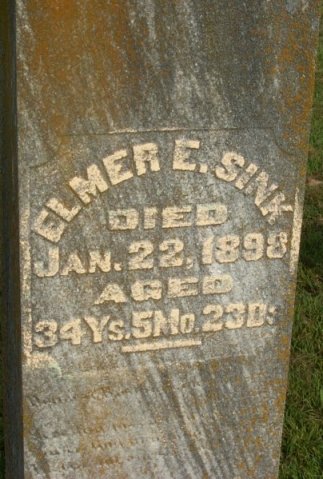 ELMER E. SINK
DIED
JAN. 22, 1898
AGED
34 YS. 5 MO. 23 DS.